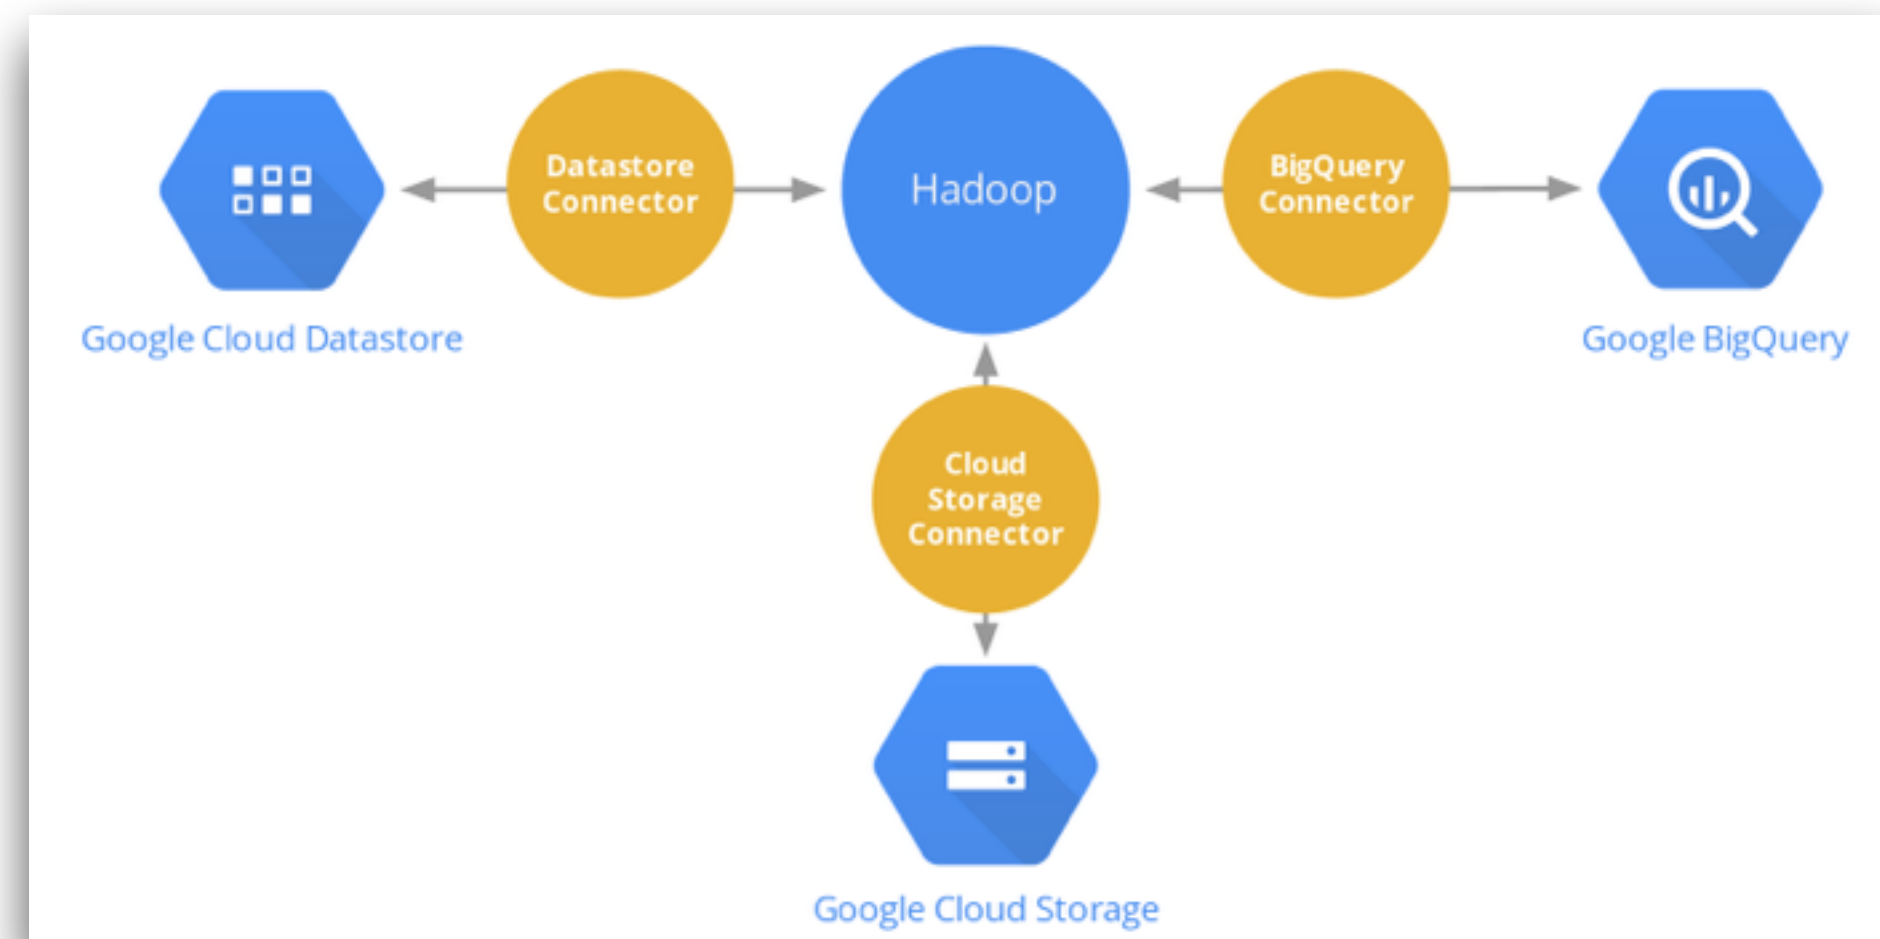 Datastore
Connector
Hadoop
BigQuery
Connector
Google Cloud Datastore
Google BigQuery
Cloud
Storage
Connector
Google Cloud Storage